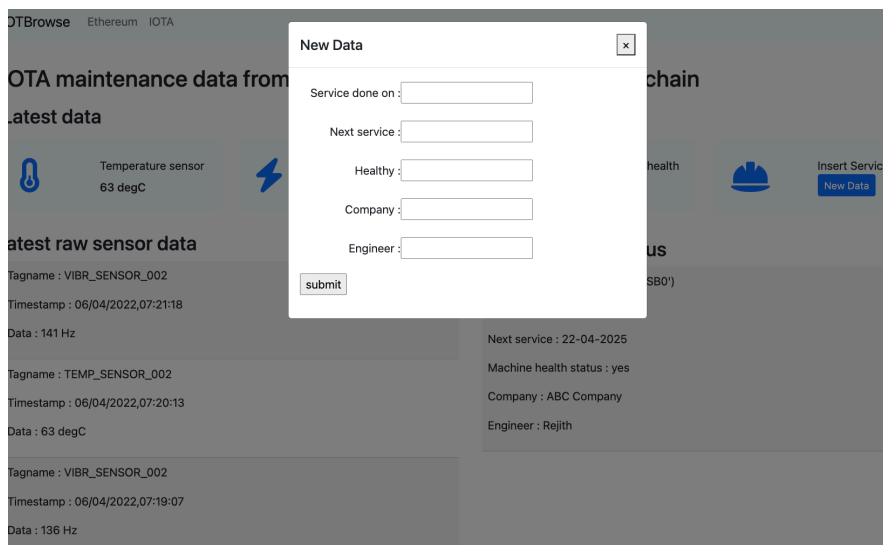 OTBrowse Ethereum IOTA
New Data
×
OTA maintenance data from
chain
Latest data
Service done on :
Next service :
Healthy :
Company :
Engineer :
submit
Temperature sensor
63 degC
health
Insert Servic
New Data
atest raw sensor data
us
Tagname : VIBR_SENSOR_002
Timestamp : 06/04/2022,07:21:18
Data : 141 Hz
SB0')
Next service : 22-04-2025
Machine health status : yes
Company : ABC Company
Engineer : Rejith
Tagname : TEMP_SENSOR_002
Timestamp : 06/04/2022,07:20:13
Data : 63 degC
Tagname : VIBR_SENSOR_002
Timestamp : 06/04/2022,07:19:07
Data : 136 Hz